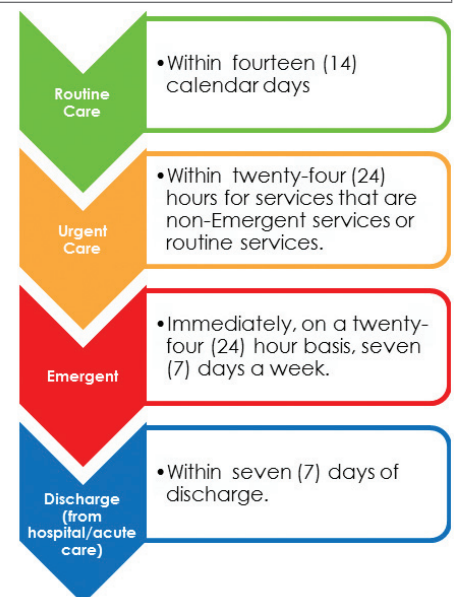 Routine
Care
•Within fourteen (14)
calendar days
Urgent
Care
•Within twenty-four (24)
hours for services that are
non-Emergent services or
routine services.
Emergent
•Immediately, on a twenty-
four (24) hour basis, seven
(7) days a week.
Discharge
(from
hospital/acute
care)
•Within seven (7) days of
discharge.